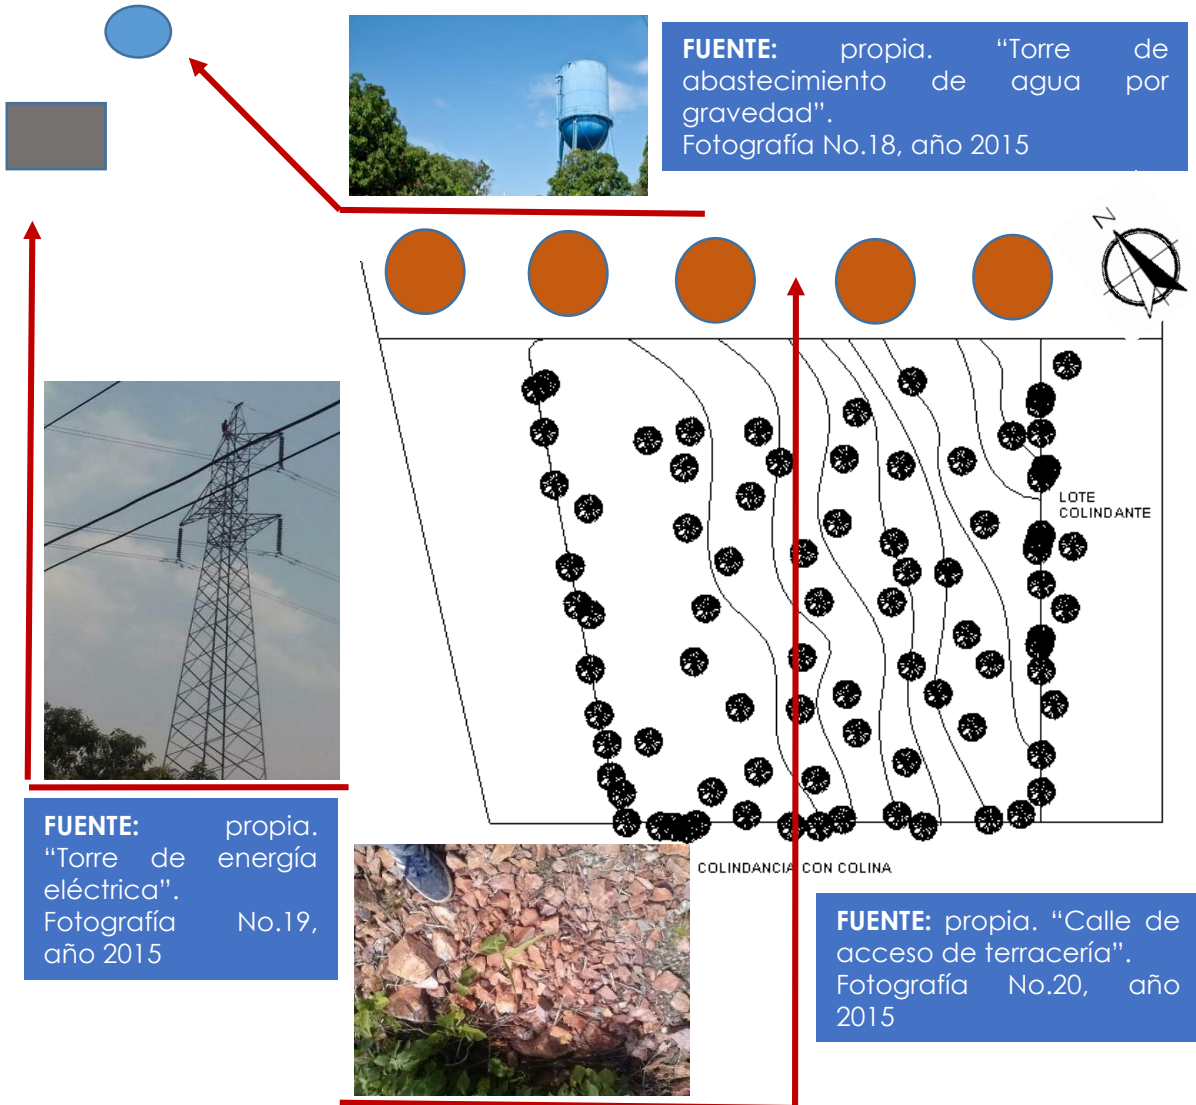 FUENTE: propia. “Torre de
abastecimiento de agua por
gravedad”.
Fotografía No.18, año 2015
N
LOTE
COLINDANTE
COLINDANCIA CON COLINA
FUENTE: propia.
“Torre de energía
eléctrica”.
Fotografía No.19,
año 2015
FUENTE: propia. “Calle de
acceso de terracería”.
Fotografía No.20, año
2015